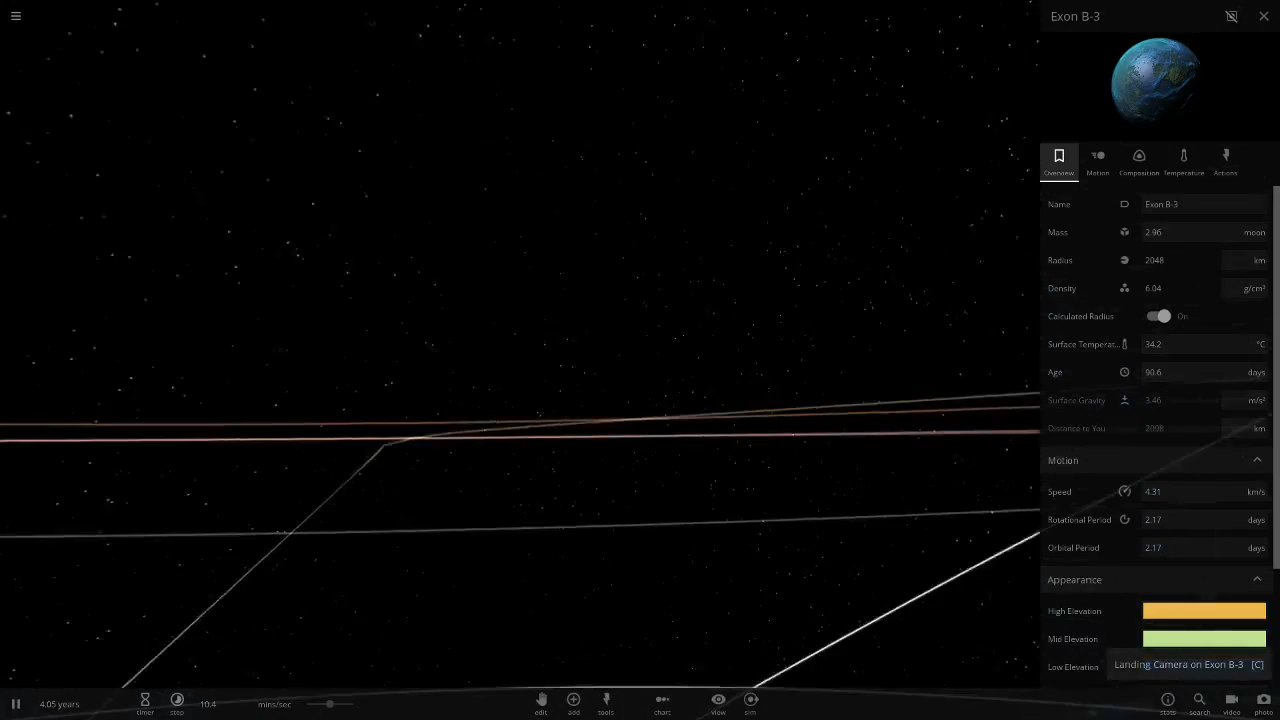 Exon B-3
Overview
Motion
Composition
Temperature
Actions
Name Exon B-3
Mass 2.96 moon
Radius 2048 km
Density 6.04 g/cm³
Calculated Radius On
Surface Temperat... 34.2 °C
Age 90.6 days
Surface Gravity 3.46 m/s²
Distance to You 2098 km
Motion
Speed 4.31 km/s
Rotational Period 2.17 days
Orbital Period 2.17 days
Appearance
High Elevation
Mid Elevation
Low Elevation
Landing Camera on Exon B-3 [C]
4.05 years
timer
step
10.4 mins/sec
edit
add
tools
chart
view
sim
stats
search
video
photo